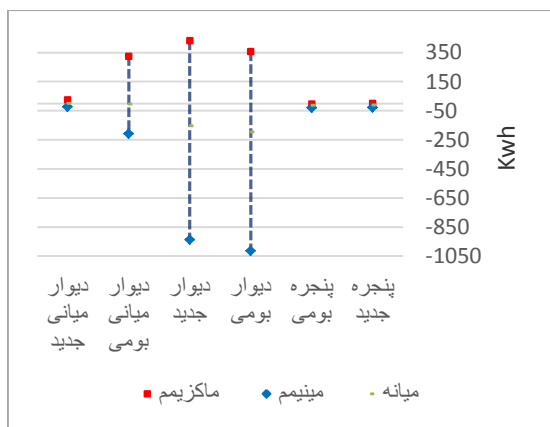 350
150
-50
-250
-450
-650
-850
-1050
Kwh
پنجره جدید
پنجره بومی
دیوار بومی
دیوار جدید
دیوار میانی بومی
دیوار میانی جدید
ماکزیمم
مینیمم
میانه